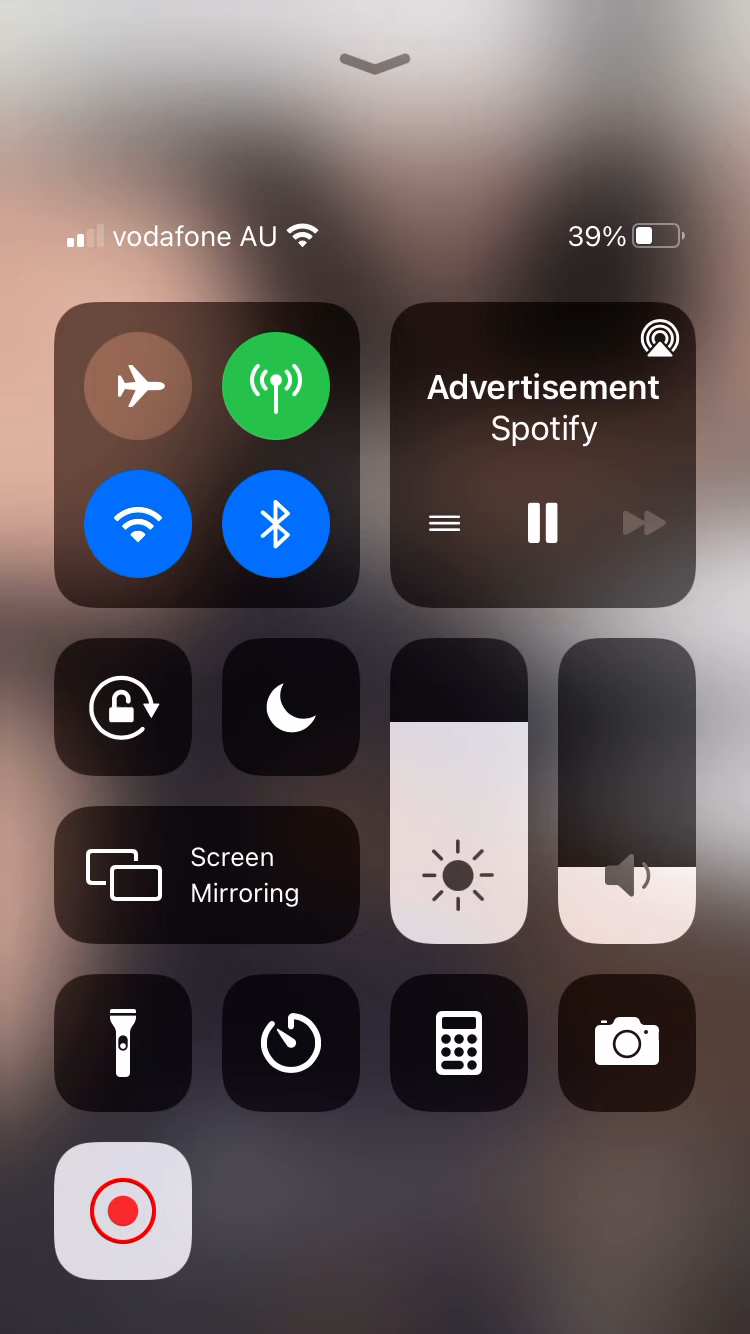 vodafone AU
39%
Advertisement
Spotify
Screen
Mirroring